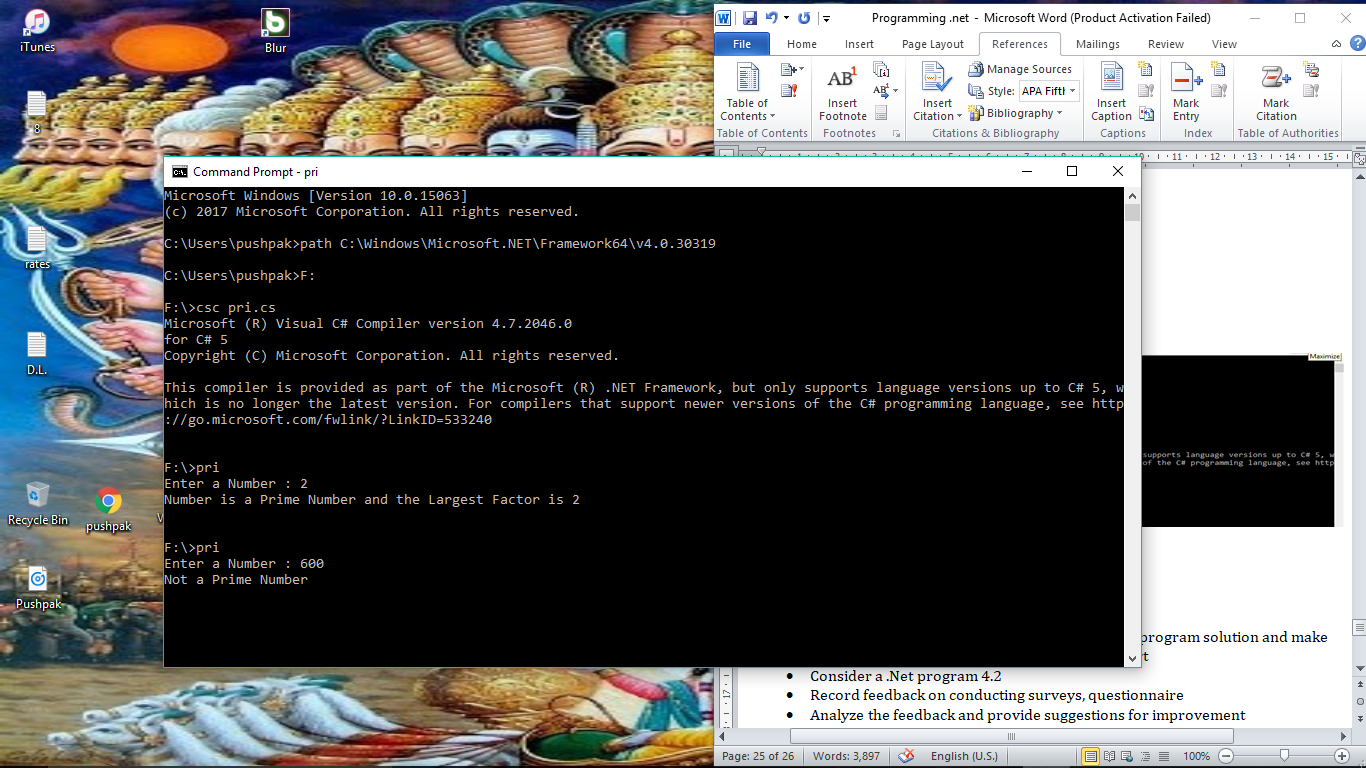 iTunes
Blur
8
rates
D.L.
Recycle Bin
pushpak
Pushpak
Programming .net - Microsoft Word (Product Activation Failed)
File Home Insert Page Layout References Mailings Review View
Table of Contents
Table of Contents
AB1
Insert Footnote
AB
Footnotes
Insert Citation
Manage Sources
Style: APA Fifth
Bibliography
Citations & Bibliography
Insert Caption
Captions
Mark Entry
Index
Mark Citation
Table of Authorities
Command Prompt - pri
Microsoft Windows [Version 10.0.15063]
(c) 2017 Microsoft Corporation. All rights reserved.
C:\Users\pushpak>path C:\Windows\Microsoft.NET\Framework64\v4.0.30319
C:\Users\pushpak>F:
F:\>csc pri.cs
Microsoft (R) Visual C# Compiler version 4.7.2046.0
for C# 5
Copyright (C) Microsoft Corporation. All rights reserved.
This compiler is provided as part of the Microsoft (R) .NET Framework, but only supports language versions up to C# 5, w
hich is no longer the latest version. For compilers that support newer versions of the C# programming language, see http
://go.microsoft.com/fwlink/?LinkID=533240
F:\>pri
Enter a Number : 2
Number is a Prime Number and the Largest Factor is 2
F:\>pri
Enter a Number : 600
Not a Prime Number
11 12 13 14 15
Maximize
supports language versions up to C# 5, w
of the C# programming language, see http
program solution and make
t
Consider a .Net program 4.2
Record feedback on conducting surveys, questionnaire
Analyze the feedback and provide suggestions for improvement
17
Page: 25 of 26 Words: 3,897 English (U.S.) 100%